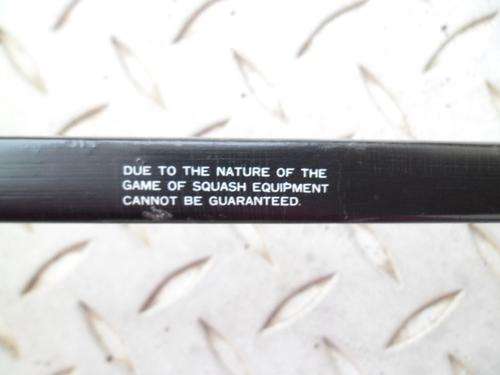 DUE TO THE NATURE OF THE
GAME OF SQUASH EQUIPMENT
CANNOT BE GUARANTEED.